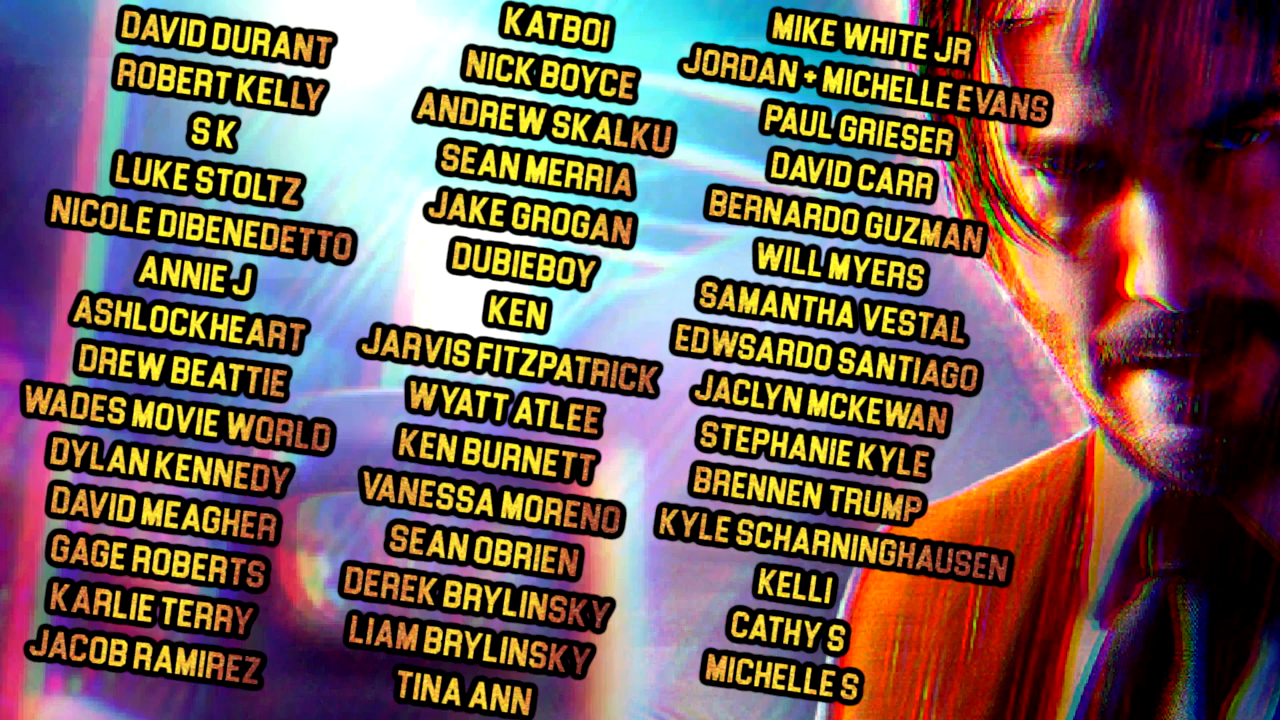 DAVID DURANT
ROBERT KELLY
S K
LUKE STOLTZ
NICOLE DIBENEDETTO
ANNIE J
ASHLOCKHEART
DREW BEATTIE
WADES MOVIE WORLD
DYLAN KENNEDY
DAVID MEAGHER
GAGE ROBERTS
KARLIE TERRY
JACOB RAMIREZ
KATBOI
NICK BOYCE
ANDREW SKALKU
SEAN MERRIA
JAKE GROGAN
DUBIEBOY
KEN
JARVIS FITZPATRICK
WYATT ATLEE
KEN BURNETT
VANESSA MORENO
SEAN OBRIEN
DEREK BRYLINSKY
LIAM BRYLINSKY
TINA ANN
MIKE WHITE JR
JORDAN + MICHELLE EVANS
PAUL GRIESER
DAVID CARR
BERNARDO GUZMAN
WILL MYERS
SAMANTHA VESTAL
EDWSARDO SANTIAGO
JACLYN MCKEWAN
STEPHANIE KYLE
BRENNEN TRUMP
KYLE SCHARNINGHAUSEN
KELLI
CATHY S
MICHELLE S